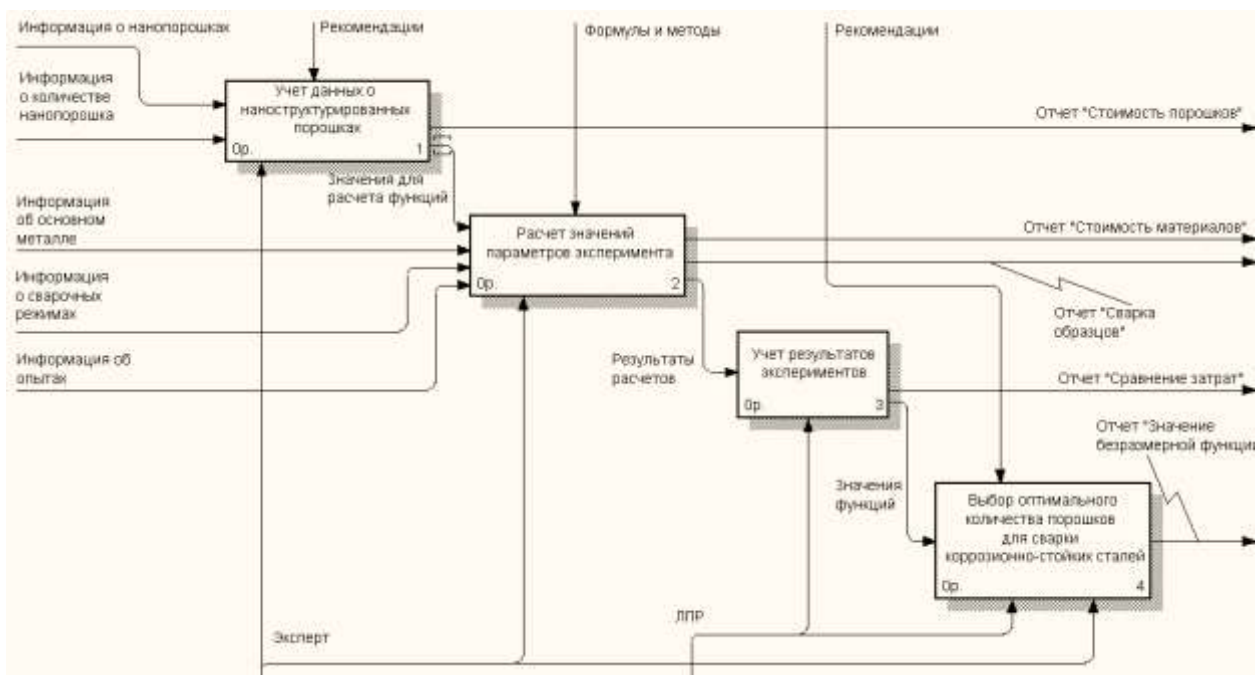 Информация о нанопорошках
Рекомендации
Формулы и методы
Рекомендации
Информация
о количестве
нанопорошка
Учет данных о
наноструктурированных
порошках
0р.
1
Отчет "Стоимость порошков"
Значения для
расчета функций
Информация
об основном
металле
Расчет значений
параметров эксперимента
0р.
2
Отчет "Стоимость материалов"
Информация
о сварочных
режимах
Отчет "Сварка
образцов"
Информация об
опытах
Результаты
расчетов
Учет результатов
экспериментов
0р.
3
Отчет "Сравнение затрат"
Отчет "Значение
безразмерной функции
Значения
функций
Выбор оптимального
количества порошков
для сварки
коррозионно-стойких сталей
0р.
4
Эксперт
ЛПР